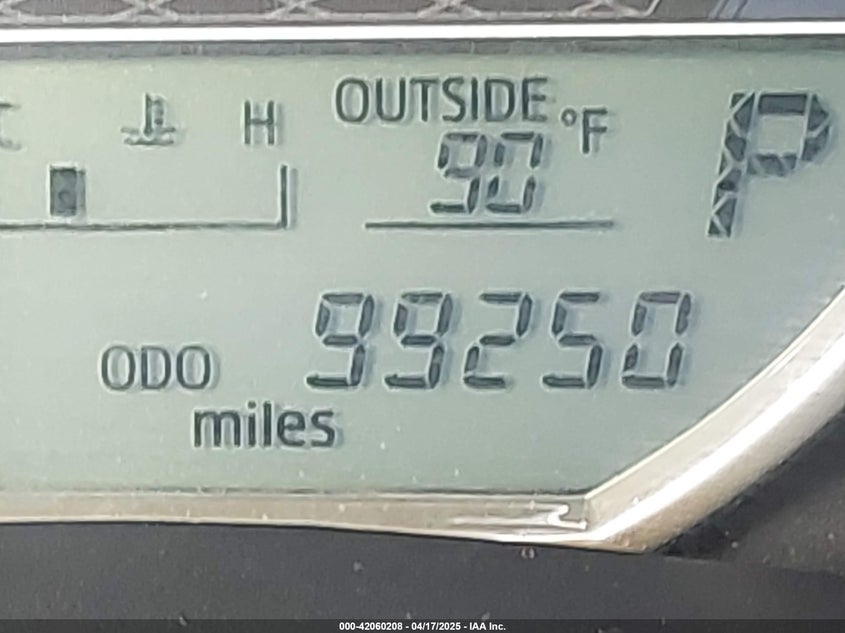 C H OUTSIDE °F P
90
ODO 99250
miles
000-42060208 - 04/17/2025 - IAA Inc.